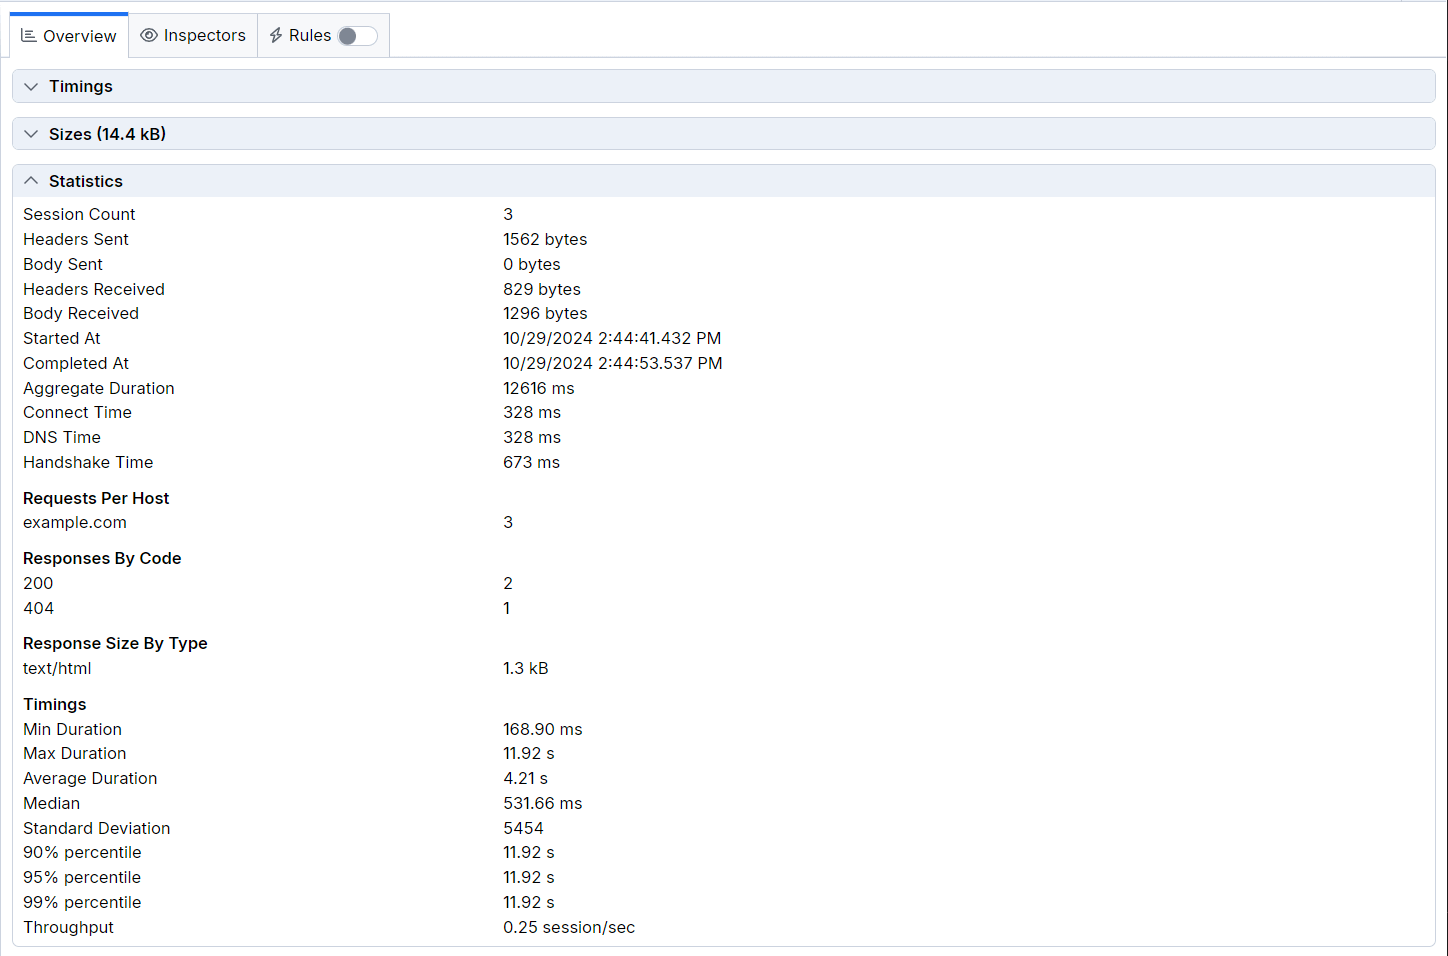 Overview Inspectors Rules
Timings
Sizes (14.4 kB)
Statistics
Session Count 3
Headers Sent 1562 bytes
Body Sent 0 bytes
Headers Received 829 bytes
Body Received 1296 bytes
Started At 10/29/2024 2:44:41.432 PM
Completed At 10/29/2024 2:44:53.537 PM
Aggregate Duration 12616 ms
Connect Time 328 ms
DNS Time 328 ms
Handshake Time 673 ms
Requests Per Host
example.com 3
Responses By Code
200 2
404 1
Response Size By Type
text/html 1.3 kB
Timings
Min Duration 168.90 ms
Max Duration 11.92 s
Average Duration 4.21 s
Median 531.66 ms
Standard Deviation 5454
90% percentile 11.92 s
95% percentile 11.92 s
99% percentile 11.92 s
Throughput 0.25 session/sec